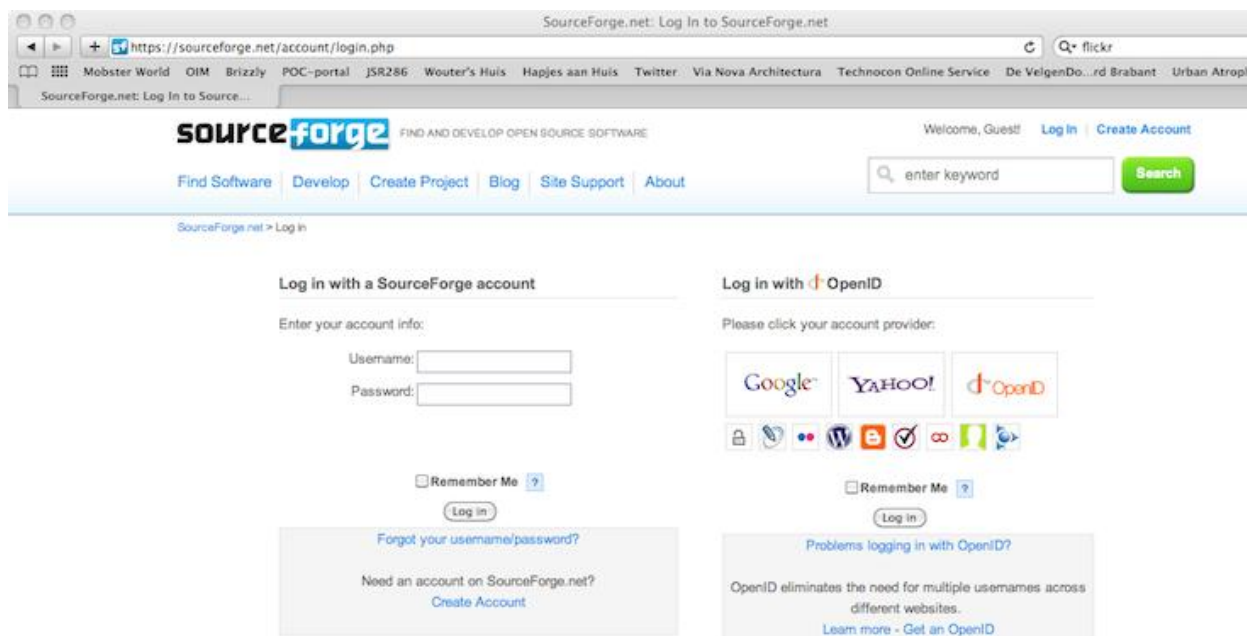 SourceForge.net: Log In to SourceForge.net
https://sourceforge.net/account/login.php
flickr
Mobster World OIM Brizzly POC-portal JSR286 Wouter's Huis Hapjes aan Huis Twitter Via Nova Architectura Technocon Online Service De VelgenDo...rd Brabant Urban Atrop
SourceForge.net: Log In to Source...
sourceforge FIND AND DEVELOP OPEN SOURCE SOFTWARE
Welcome, Guest! Log In Create Account
Find Software Develop Create Project Blog Site Support About
enter keyword Search
SourceForge.net > Log in
Log in with a SourceForge account
Enter your account info:
Username:
Password:
Remember Me ?
Log in
Forgot your username/password?
Need an account on SourceForge.net?
Create Account
Log in with OpenID
Please click your account provider:
Google YAHOO! OpenID
Remember Me ?
Log in
Problems logging in with OpenID?
OpenID eliminates the need for multiple usernames across
different websites.
Learn more - Get an OpenID